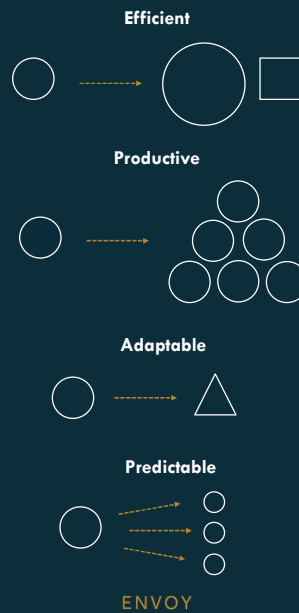 Efficient
Productive
Adaptable
Predictable
ENVOY